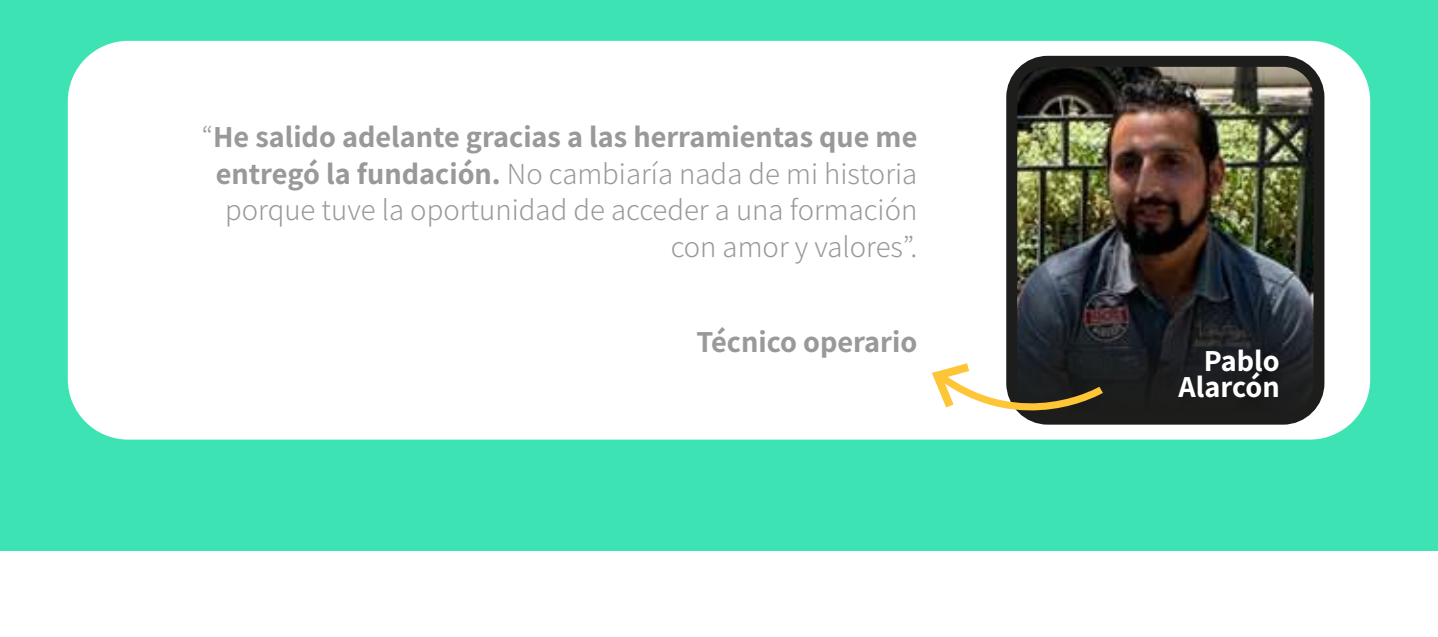 “He salido adelante gracias a las herramientas que me
entregó la fundación. No cambiaría nada de mi historia
porque tuve la oportunidad de acceder a una formación
con amor y valores”.
Técnico operario
Pablo
Alarcón